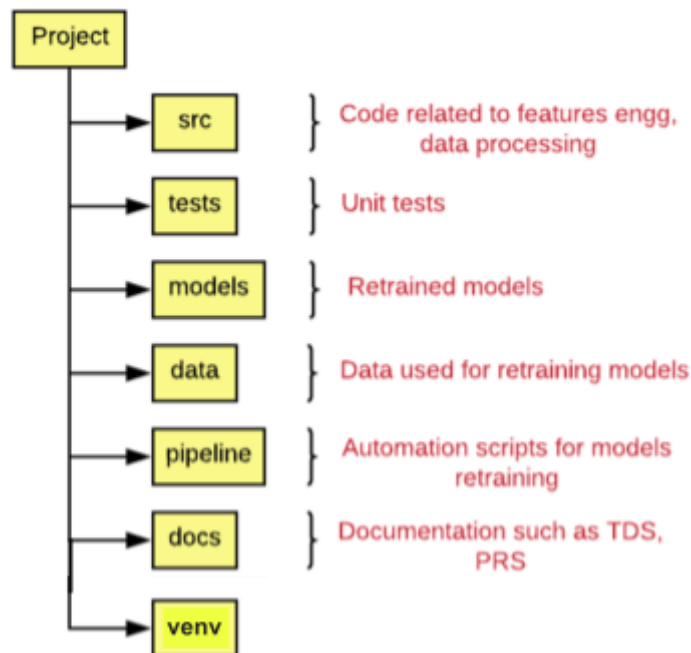 Project
src
Code related to features engg,
data processing
tests
Unit tests
models
Retrained models
data
Data used for retraining models
pipeline
Automation scripts for models
retraining
docs
Documentation such as TDS,
PRS
venv